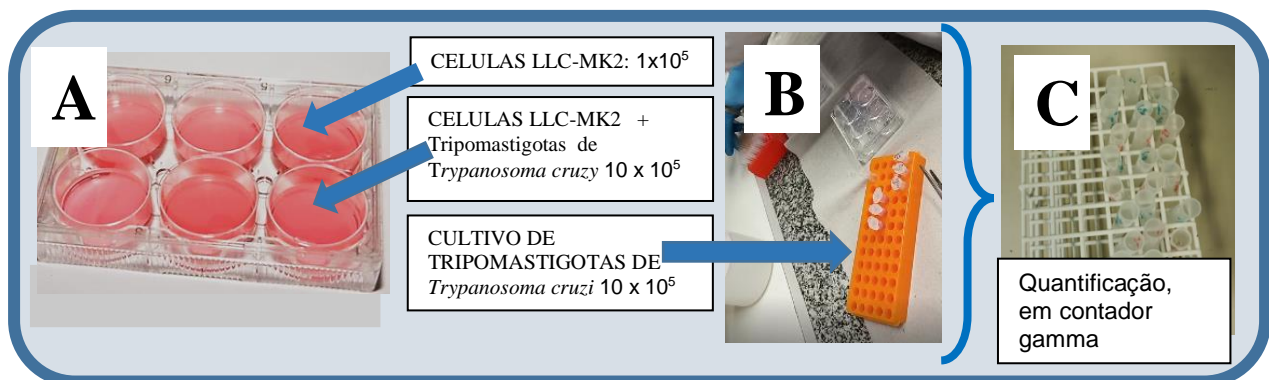 A
CELULAS LLC-MK2: 1x10⁵
CELULAS LLC-MK2 +
Tripomastigotas de
Trypanosoma cruzy 10 x 10⁵
CULTIVO DE
TRIPOMASTIGOTAS DE
Trypanosoma cruzi 10 x 10⁵
B
C
Quantificação,
em contador
gamma